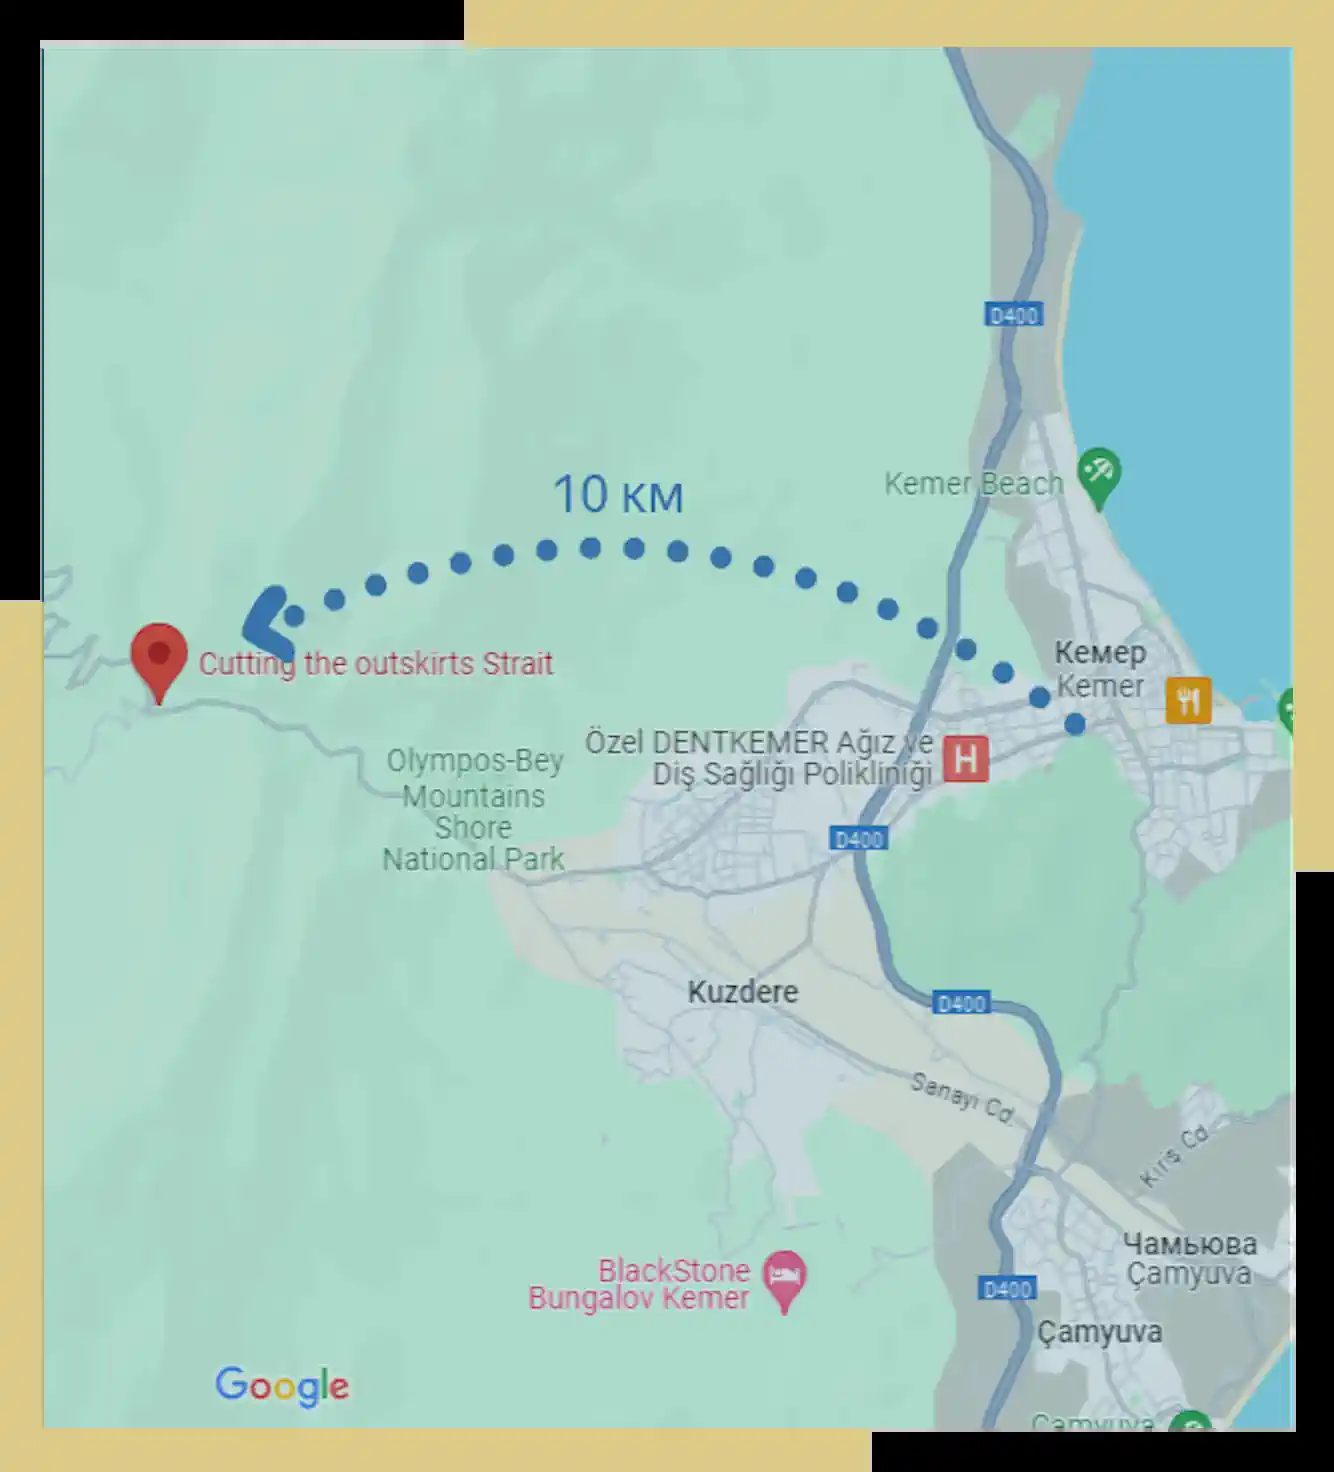 D400
10 км
Kemer Beach
Кемер
Kemer
Cutting the outskirts Strait
Olympos-Bey
Mountains
Shore
National Park
Özel DENTKEMER Ağız ve
Diş Sağlığı Polikliniği
H
D400
Kuzdere
D400
Sanayi Cd.
Kiriş Cd
Чамьюва
Çamyuva
BlackStone
Bungalov Kemer
D400
Çamyuva
Google
Çamyuva